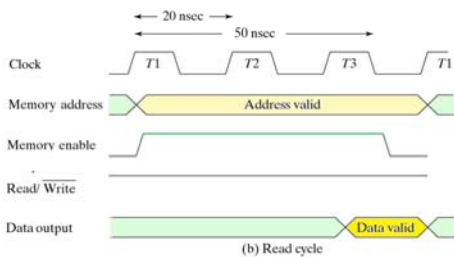 20 nsec
50 nsec
Clock T1 T2 T3 T1
Memory address Address valid
Memory enable
Read/ Write
Data output Data valid
(b) Read cycle